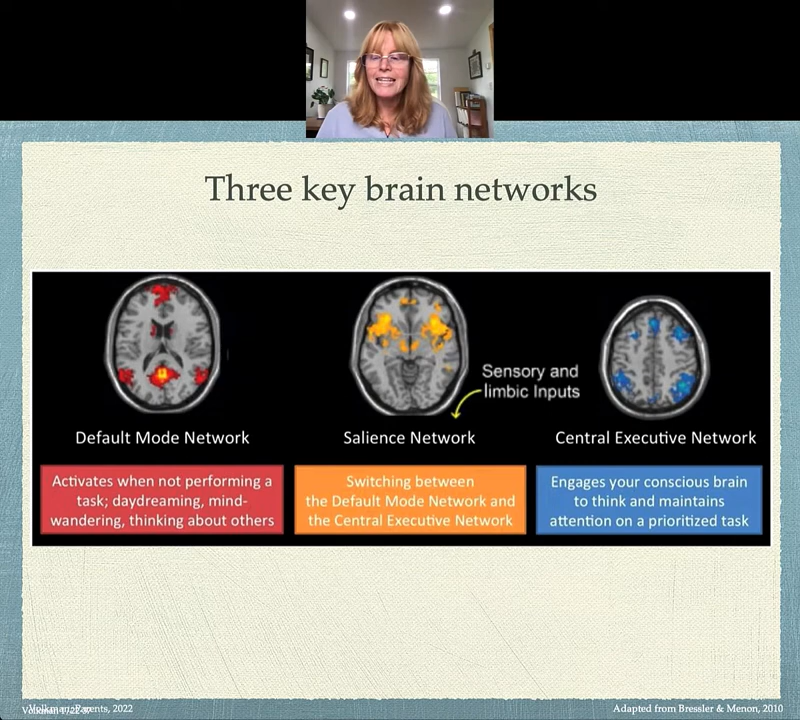 Three key brain networks
Sensory and
limbic Inputs
Default Mode Network
Salience Network
Central Executive Network
Activates when not performing a
task; daydreaming, mind-
wandering, thinking about others
Switching between
the Default Mode Network and
the Central Executive Network
Engages your conscious brain
to think and maintains
attention on a prioritized task
Volkman, Parents, 2022
Adapted from Bressler & Menon, 2010